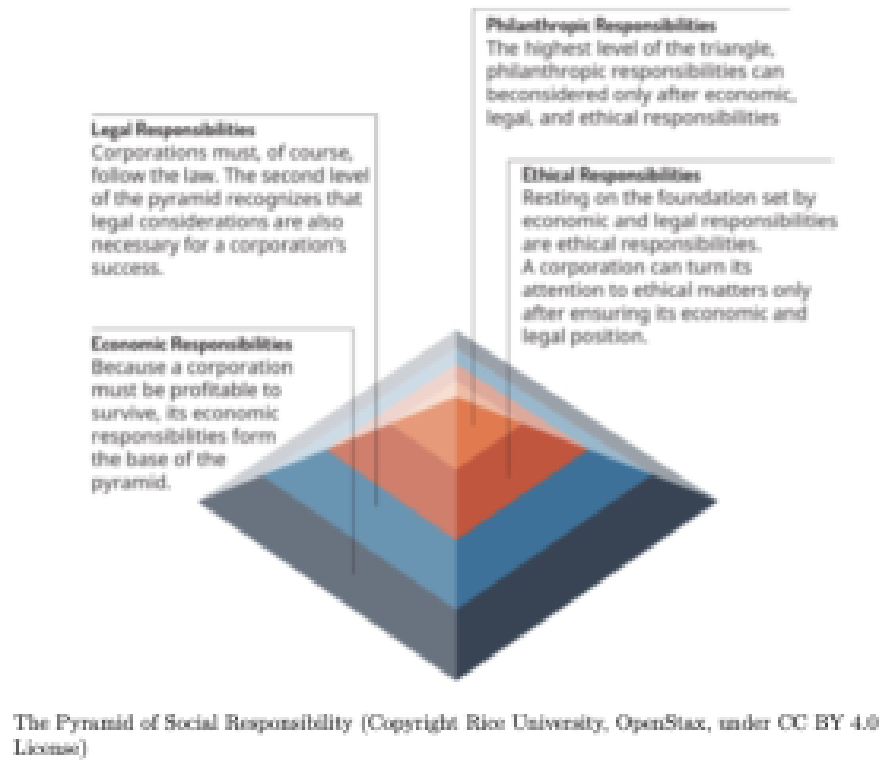 Philanthropic Responsibilities
The highest level of the triangle,
philanthropic responsibilities can
beconsidered only after economic,
legal, and ethical responsibilities
Legal Responsibilities
Corporations must, of course,
follow the law. The second level
of the pyramid recognizes that
legal considerations are also
necessary for a corporation's
success.
Ethical Responsibilities
Resting on the foundation set by
economic and legal responsibilities
are ethical responsibilities.
A corporation can turn its
attention to ethical matters only
after ensuring its economic and
legal position.
Economic Responsibilities
Because a corporation
must be profitable to
survive, its economic
responsibilities form
the base of the
pyramid.
The Pyramid of Social Responsibility (Copyright Rice University, OpenStax, under CC BY 4.0
License)